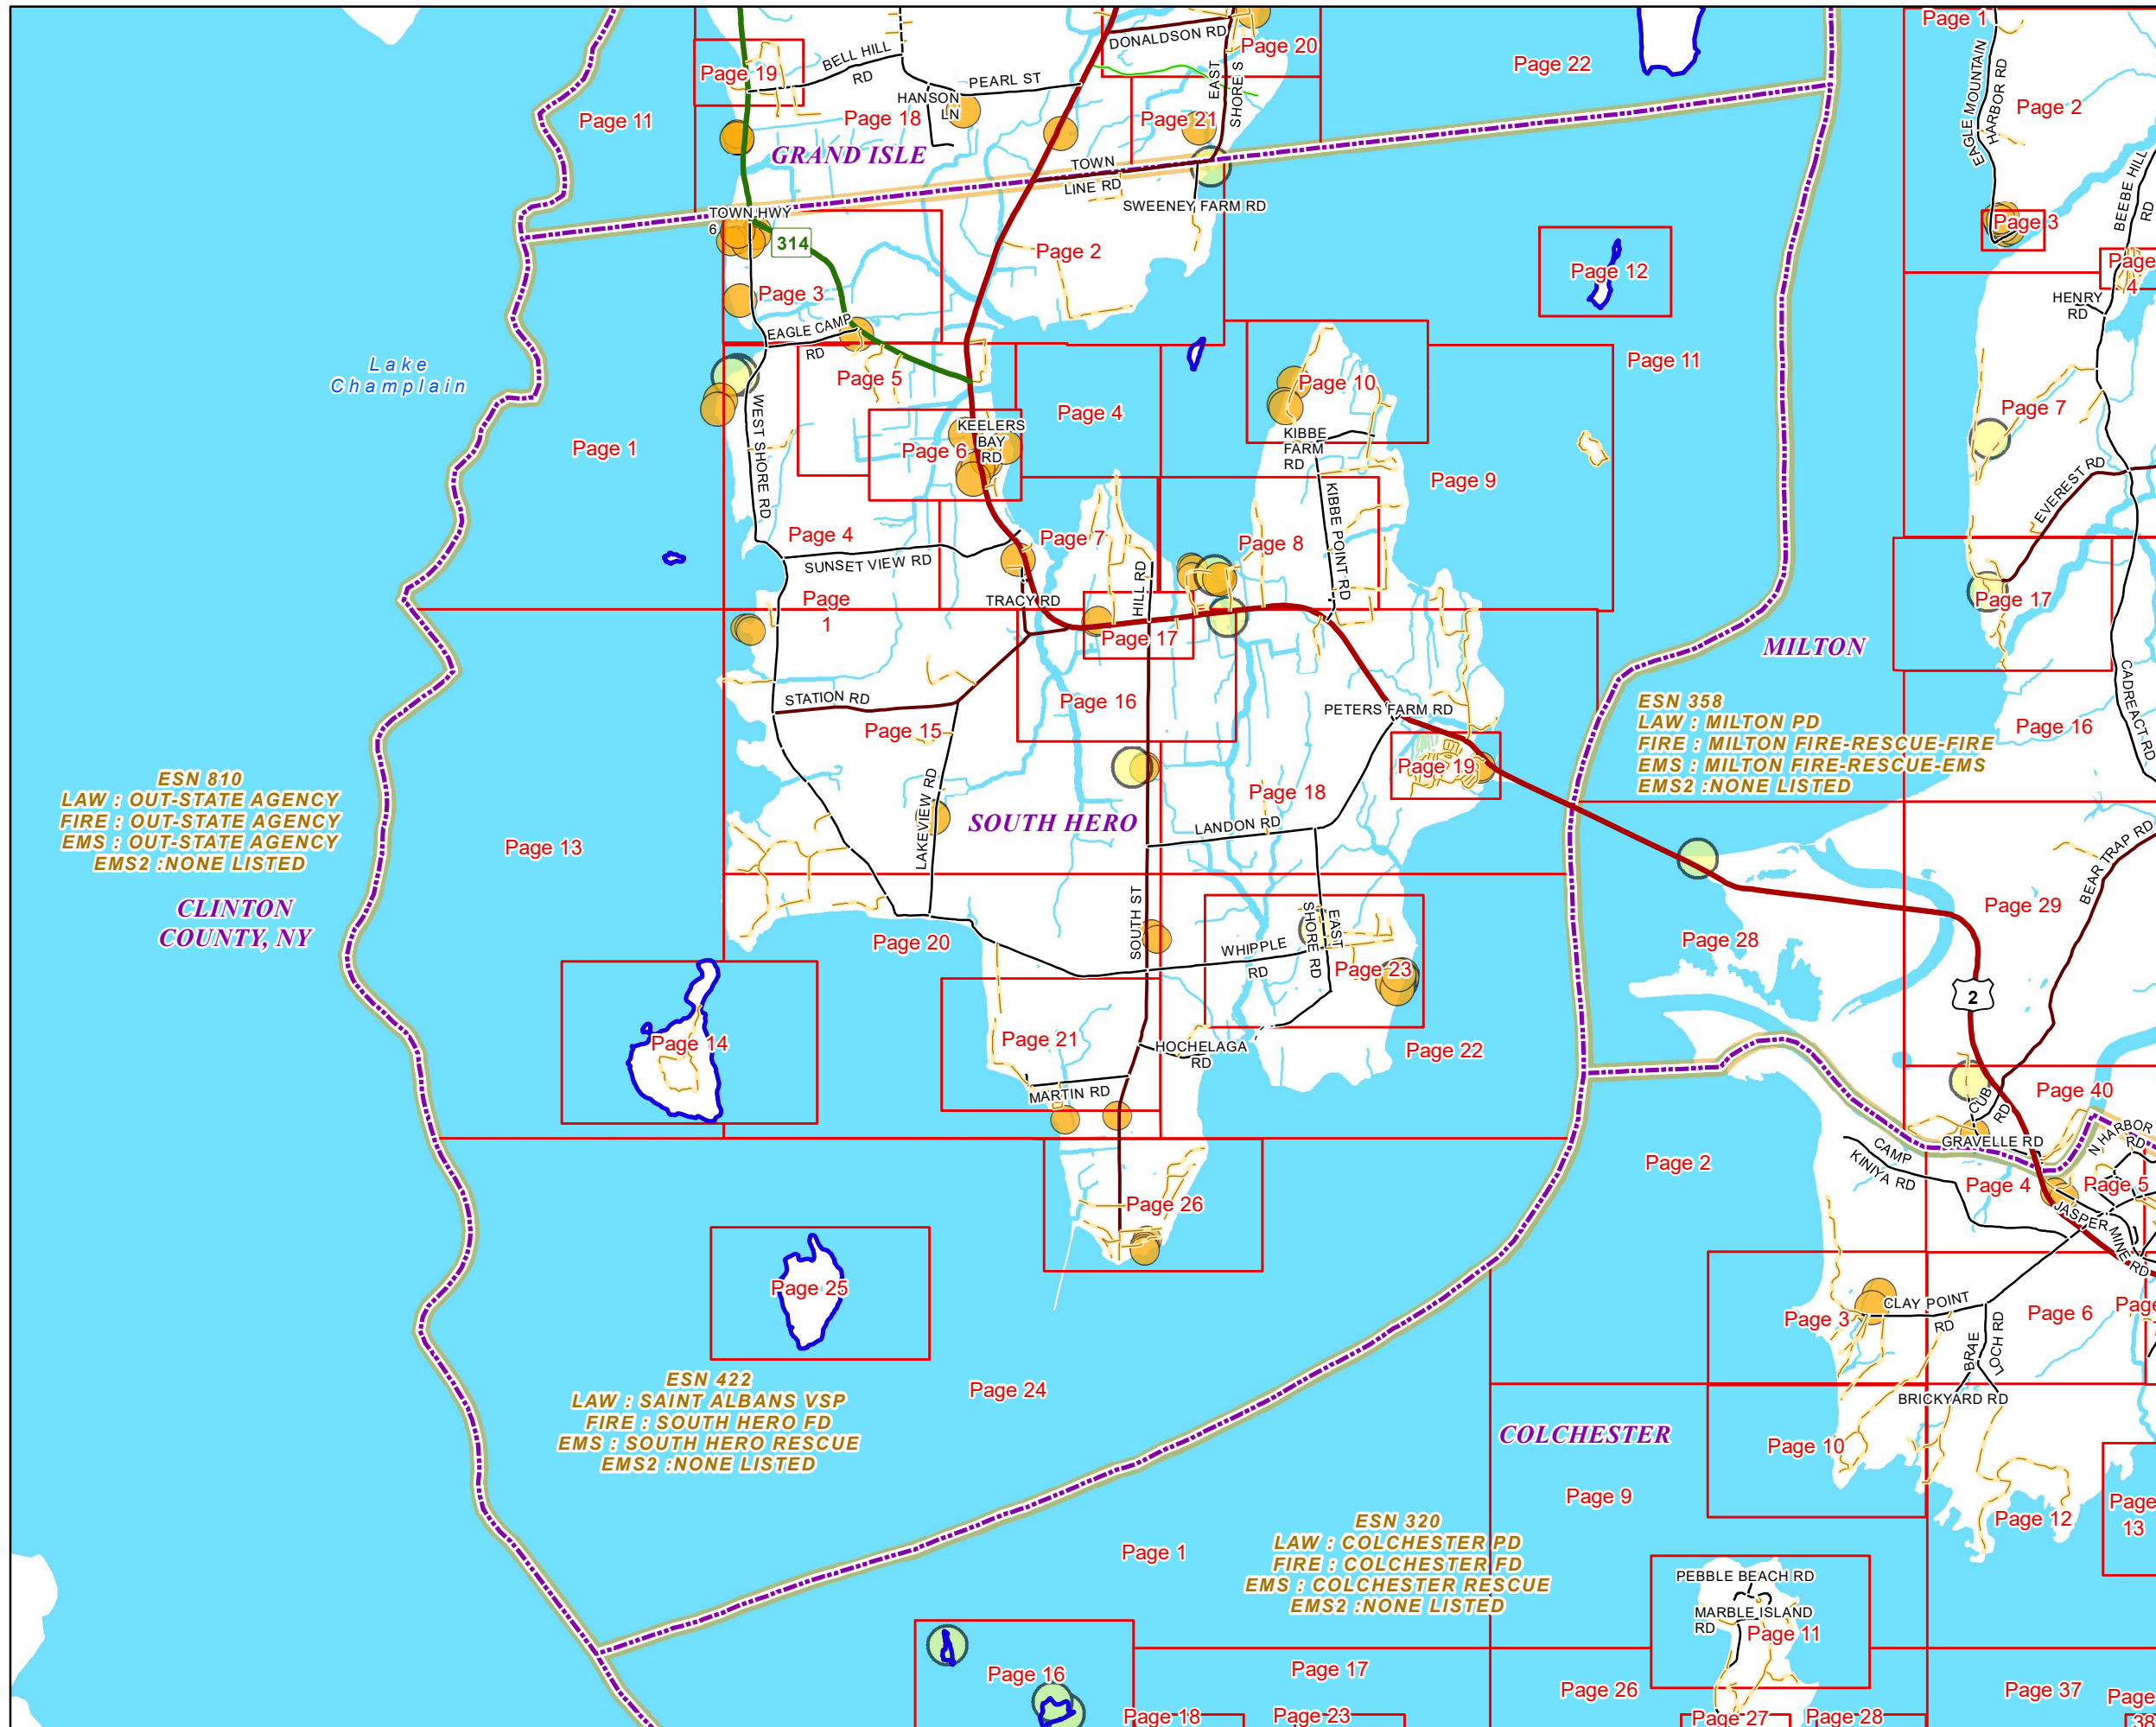 Page 1
DONALDSON RD
Page 20
Page 22
Page 19
BELL HILL
RD
PEARL ST
EAST
SHORE S
EAGLE MOUNTAIN
HARBOR RD
Page 2
HANSON
LN
Page 11
Page 18
Page 21
GRAND ISLE
TOWN
LINE RD
BEEBE HILL
RD
TOWN HWY
6
SWEENEY FARM RD
Page 3
314
Page 2
Page 12
Page
4
Page 3
HENRY
RD
EAGLE CAMP
RD
Lake
Champlain
Page 5
Page 4
Page 10
Page 11
Page 7
WEST SHORE RD
KEELERS
BAY
RD
Page 6
KIBBE
FARM
RD
Page 1
Page 9
EVEREST RD
KIBBE POINT RD
Page 4
Page 7
Page 8
SUNSET VIEW RD
HILL RD
TRACY RD
Page
1
Page 17
Page 17
MILTON
CADREACT RD
STATION RD
Page 16
PETERS FARM RD
Page 15
ESN 358
LAW : MILTON PD
FIRE : MILTON FIRE-RESCUE-FIRE
EMS : MILTON FIRE-RESCUE-EMS
EMS2 :NONE LISTED
Page 16
Page 19
ESN 810
LAW : OUT-STATE AGENCY
FIRE : OUT-STATE AGENCY
EMS : OUT-STATE AGENCY
EMS2 :NONE LISTED
Page 18
LAKEVIEW RD
SOUTH HERO
LANDON RD
Page 13
BEAR TRAP RD
CLINTON
COUNTY, NY
Page 29
SOUTH ST
EAST
SHORE RD
Page 20
WHIPPLE
RD
Page 28
Page 23
2
Page 14
Page 21
HOCHELAGA
RD
Page 22
MARTIN RD
Page 40
CUB
RD
N HARBOR
RD
GRAVELLE RD
CAMP
KINIYA RD
Page 2
Page 4
Page 5
Page 26
JASPER MINE RD
Page 25
CLAY POINT
RD
Page 3
Page 6
Page
BRAE
LOCH RD
ESN 422
LAW : SAINT ALBANS VSP
FIRE : SOUTH HERO FD
EMS : SOUTH HERO RESCUE
EMS2 :NONE LISTED
Page 24
BRICKYARD RD
COLCHESTER
Page 10
Page 9
Page
13
Page 12
ESN 320
LAW : COLCHESTER PD
FIRE : COLCHESTER FD
EMS : COLCHESTER RESCUE
EMS2 :NONE LISTED
Page 1
PEBBLE BEACH RD
MARBLE ISLAND
RD
Page 11
Page 16
Page 17
Page 26
Page 37
Page
38
Page 18
Page 23
Page 27
Page 28